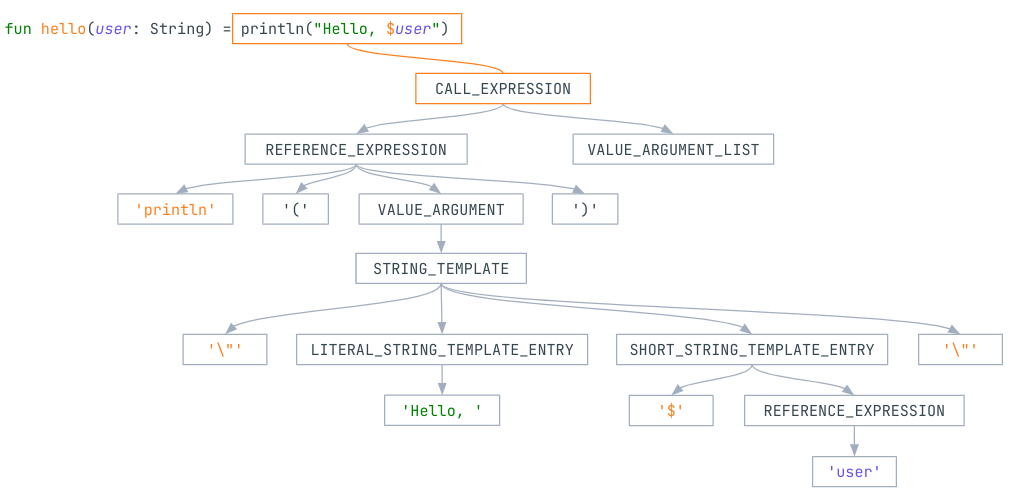 fun hello(user: String) = println("Hello, $user")
CALL_EXPRESSION
REFERENCE_EXPRESSION VALUE_ARGUMENT_LIST
'println' '(' VALUE_ARGUMENT ')'
STRING_TEMPLATE
'\"' LITERAL_STRING_TEMPLATE_ENTRY SHORT_STRING_TEMPLATE_ENTRY '\"'
'Hello, ' '$' REFERENCE_EXPRESSION
'user'